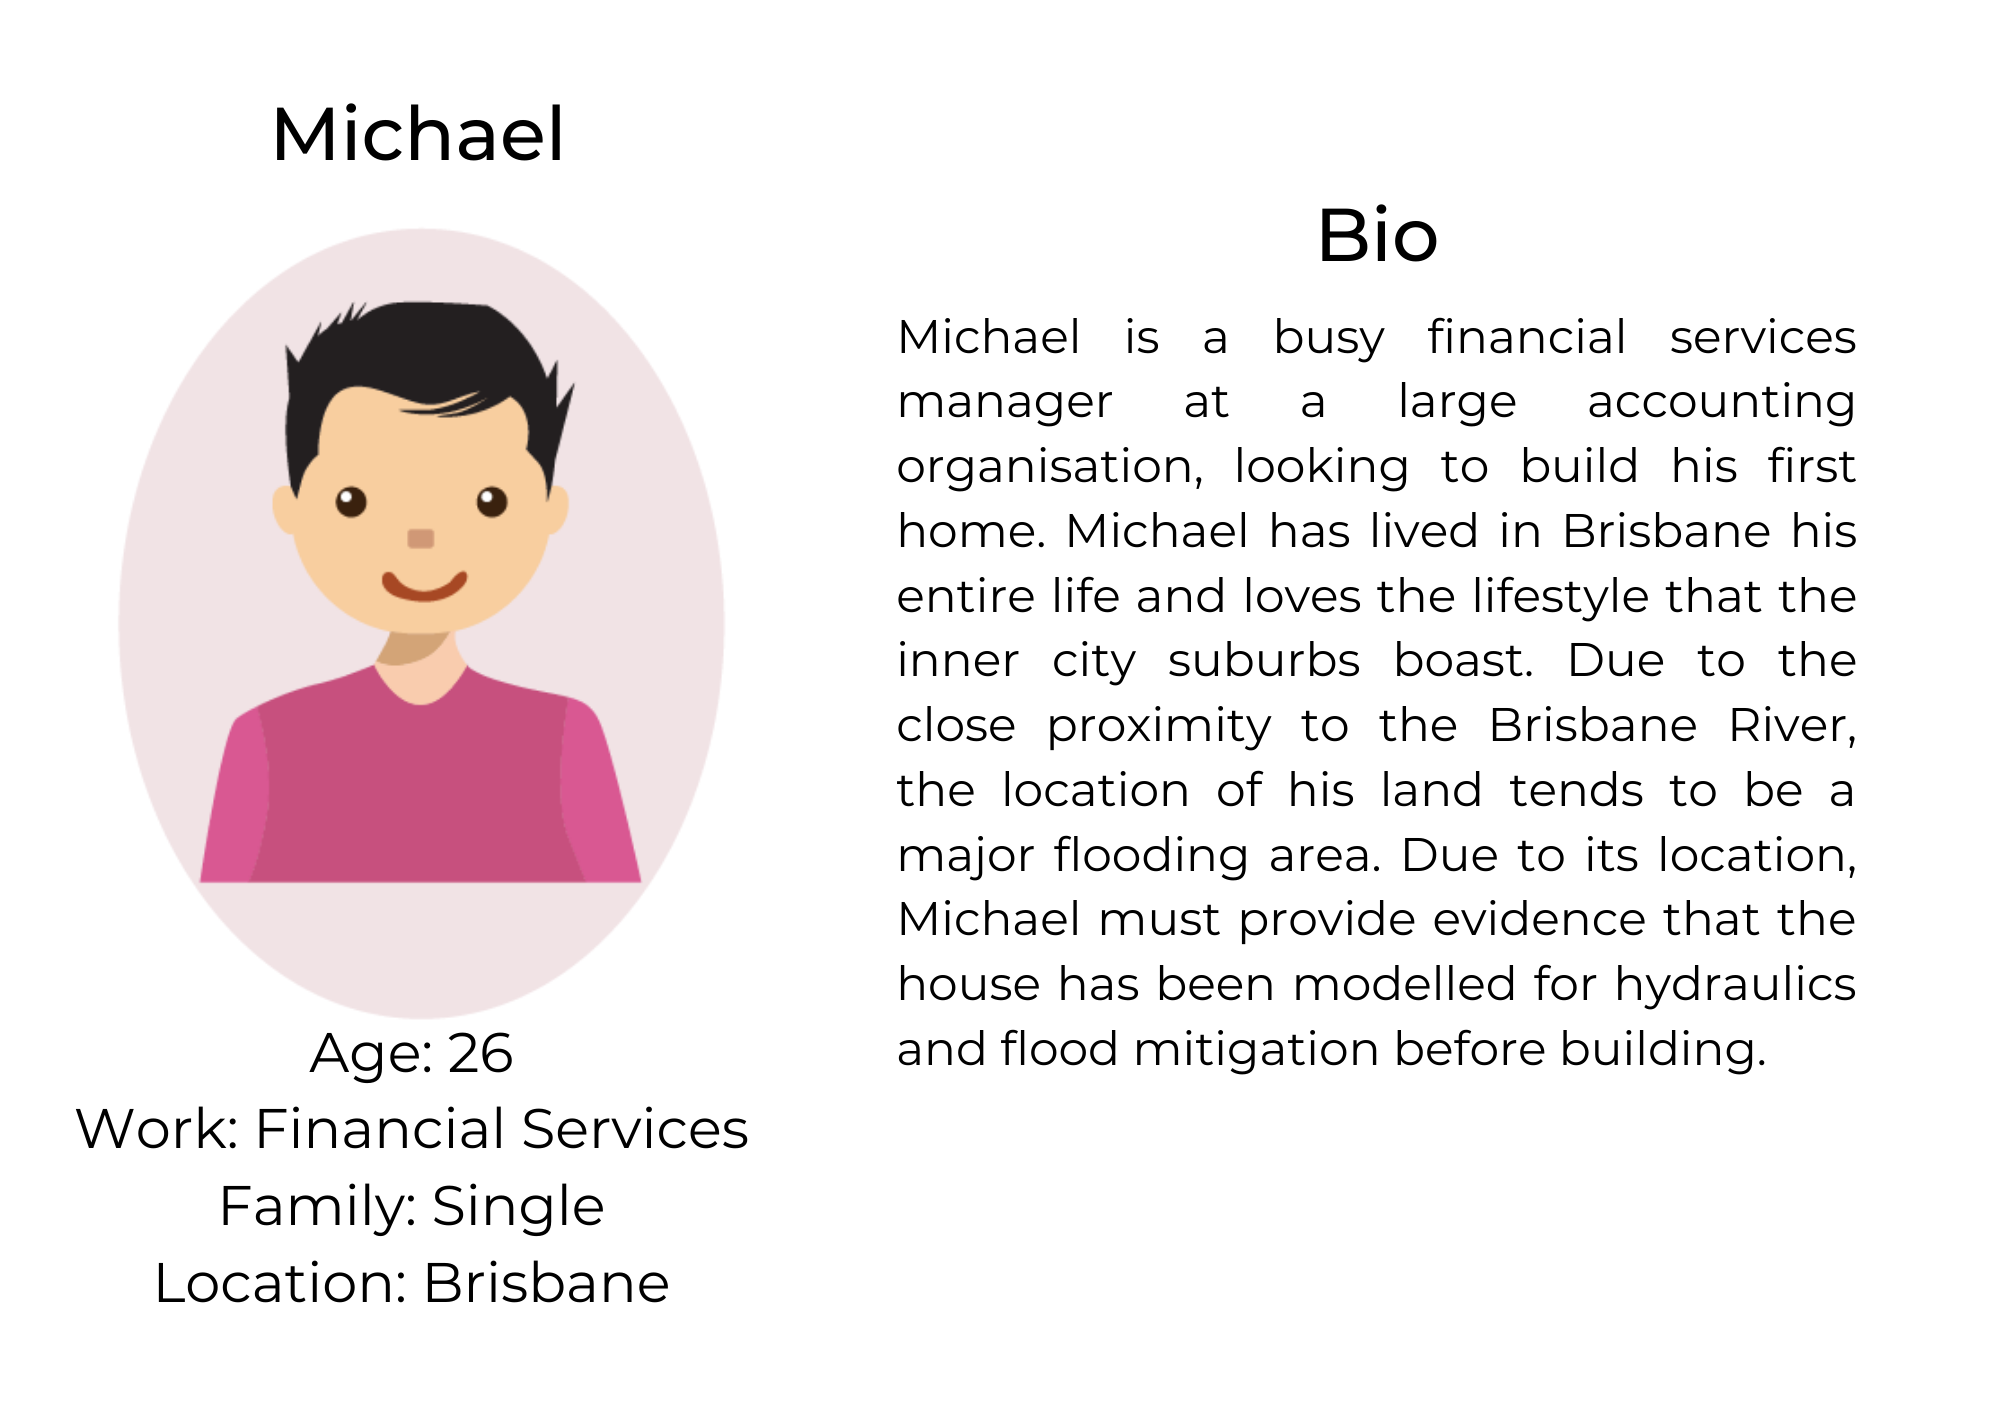 Michael
Age: 26
Work: Financial Services
Family: Single
Location: Brisbane
Bio
Michael is a busy financial services
manager at a large accounting
organisation, looking to build his first
home. Michael has lived in Brisbane his
entire life and loves the lifestyle that the
inner city suburbs boast. Due to the
close proximity to the Brisbane River,
the location of his land tends to be a
major flooding area. Due to its location,
Michael must provide evidence that the
house has been modelled for hydraulics
and flood mitigation before building.